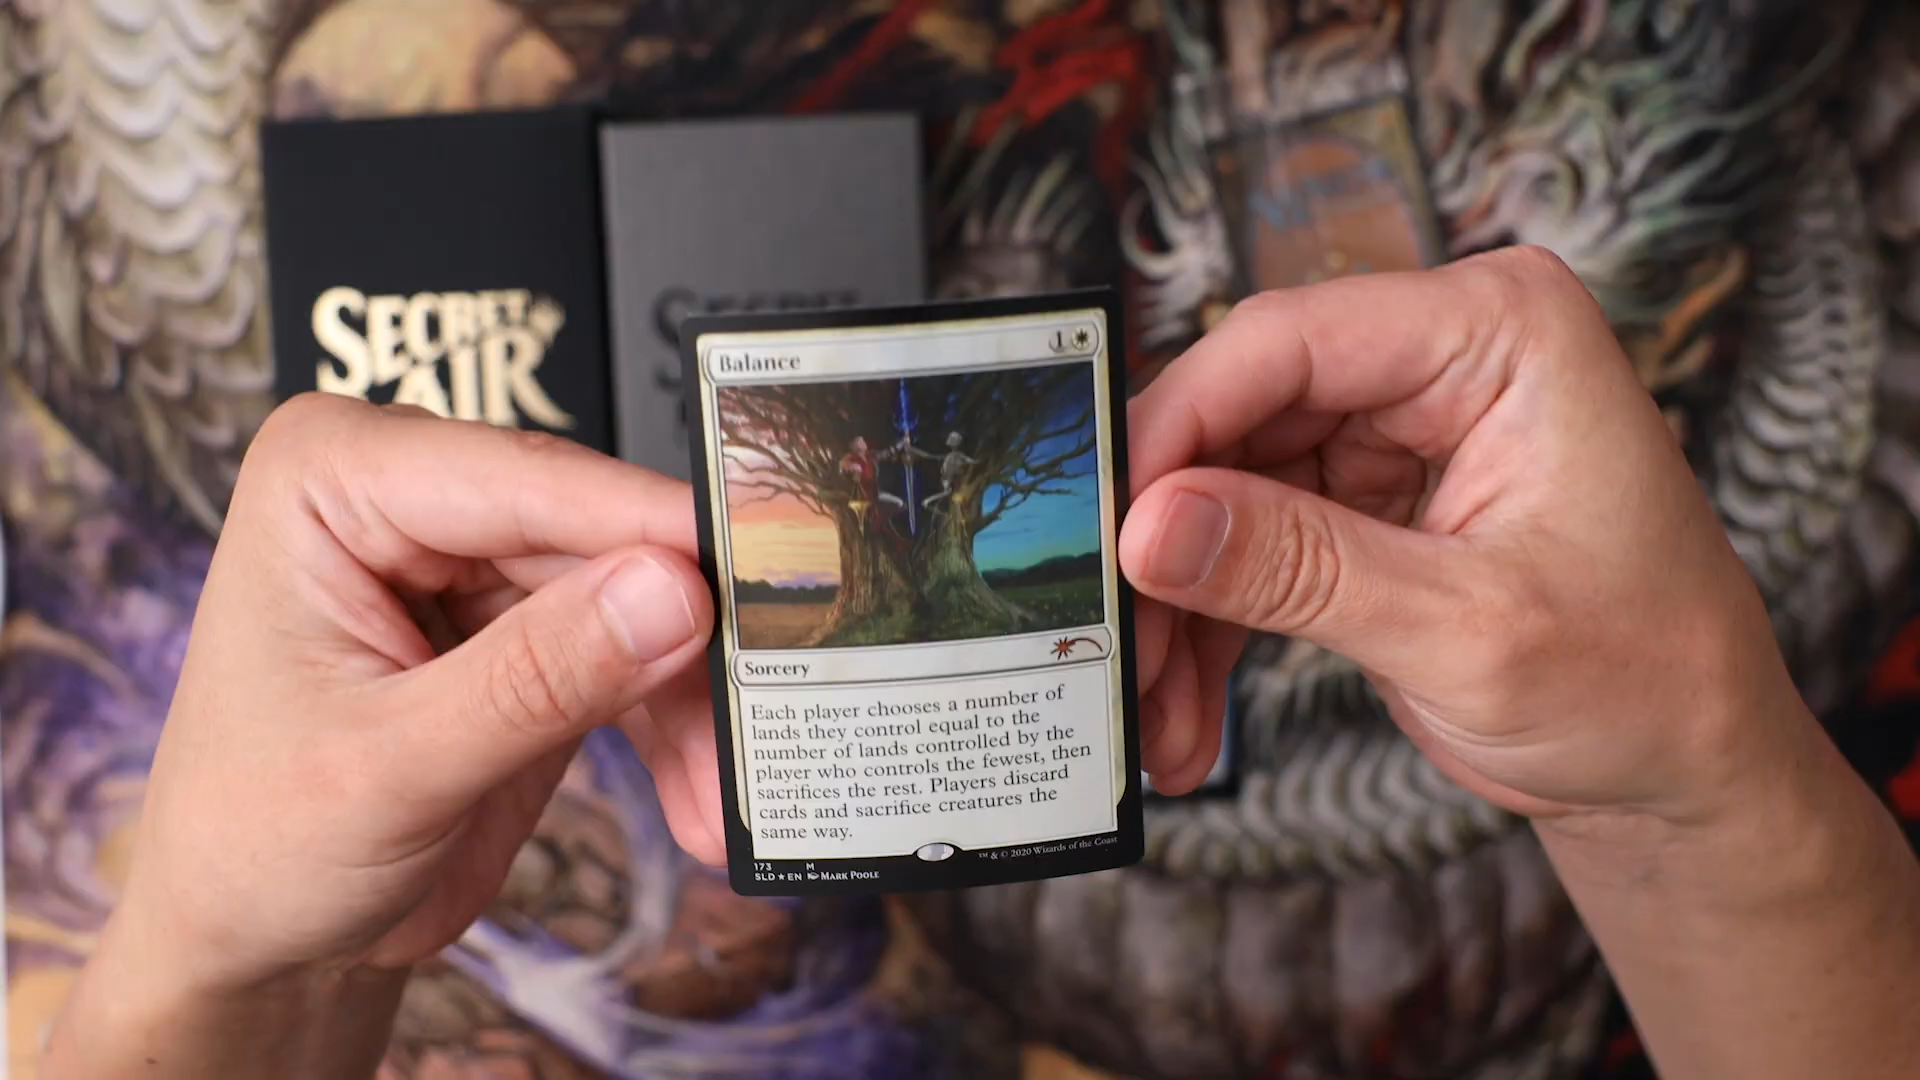 SECRET
LAIR
SECRET
Balance
1
Sorcery
Each player chooses a number of
lands they control equal to the
number of lands controlled by the
player who controls the fewest, then
sacrifices the rest. Players discard
cards and sacrifice creatures the
same way.
173 M
SLD ★ EN MARK POOLE
™ & © 2020 Wizards of the Coast